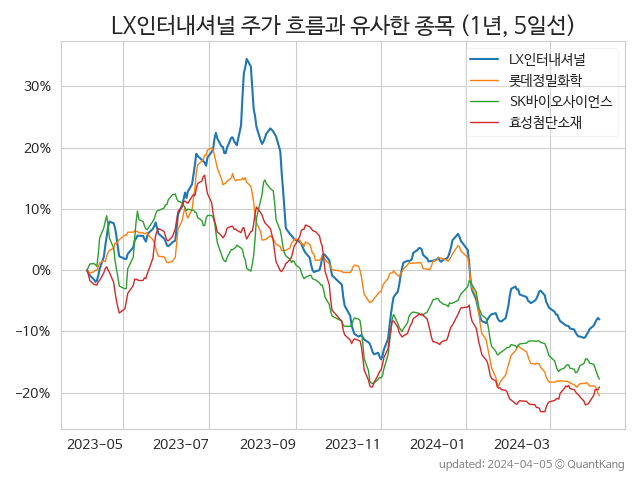 LX인터내셔널 주가 흐름과 유사한 종목 (1년, 5일선)
LX인터내셔널
롯데정밀화학
SK바이오사이언스
효성첨단소재
30%
20%
10%
0%
−10%
−20%
2023-05
2023-07
2023-09
2023-11
2024-01
2024-03
updated: 2024-04-05 © QuantKang